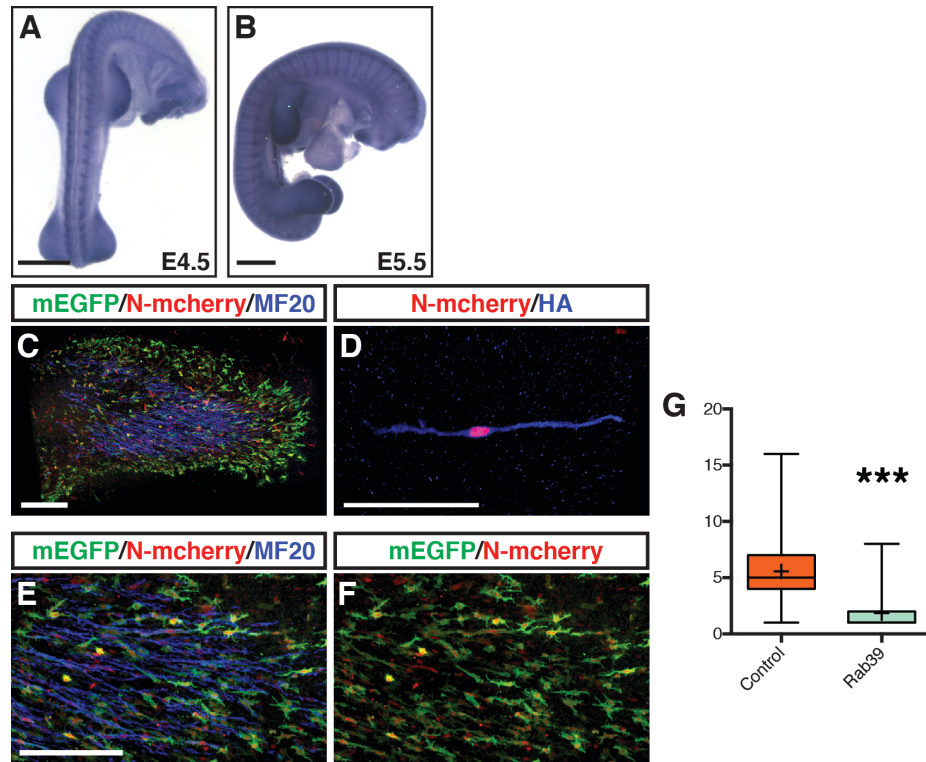 A
E4.5
B
E5.5
mEGFP/N-mcherry/MF20
N-mcherry/HA
C
D
mEGFP/N-mcherry/MF20
mEGFP/N-mcherry
E
F
G
20
15
10
5
0
***
Control
Rab39